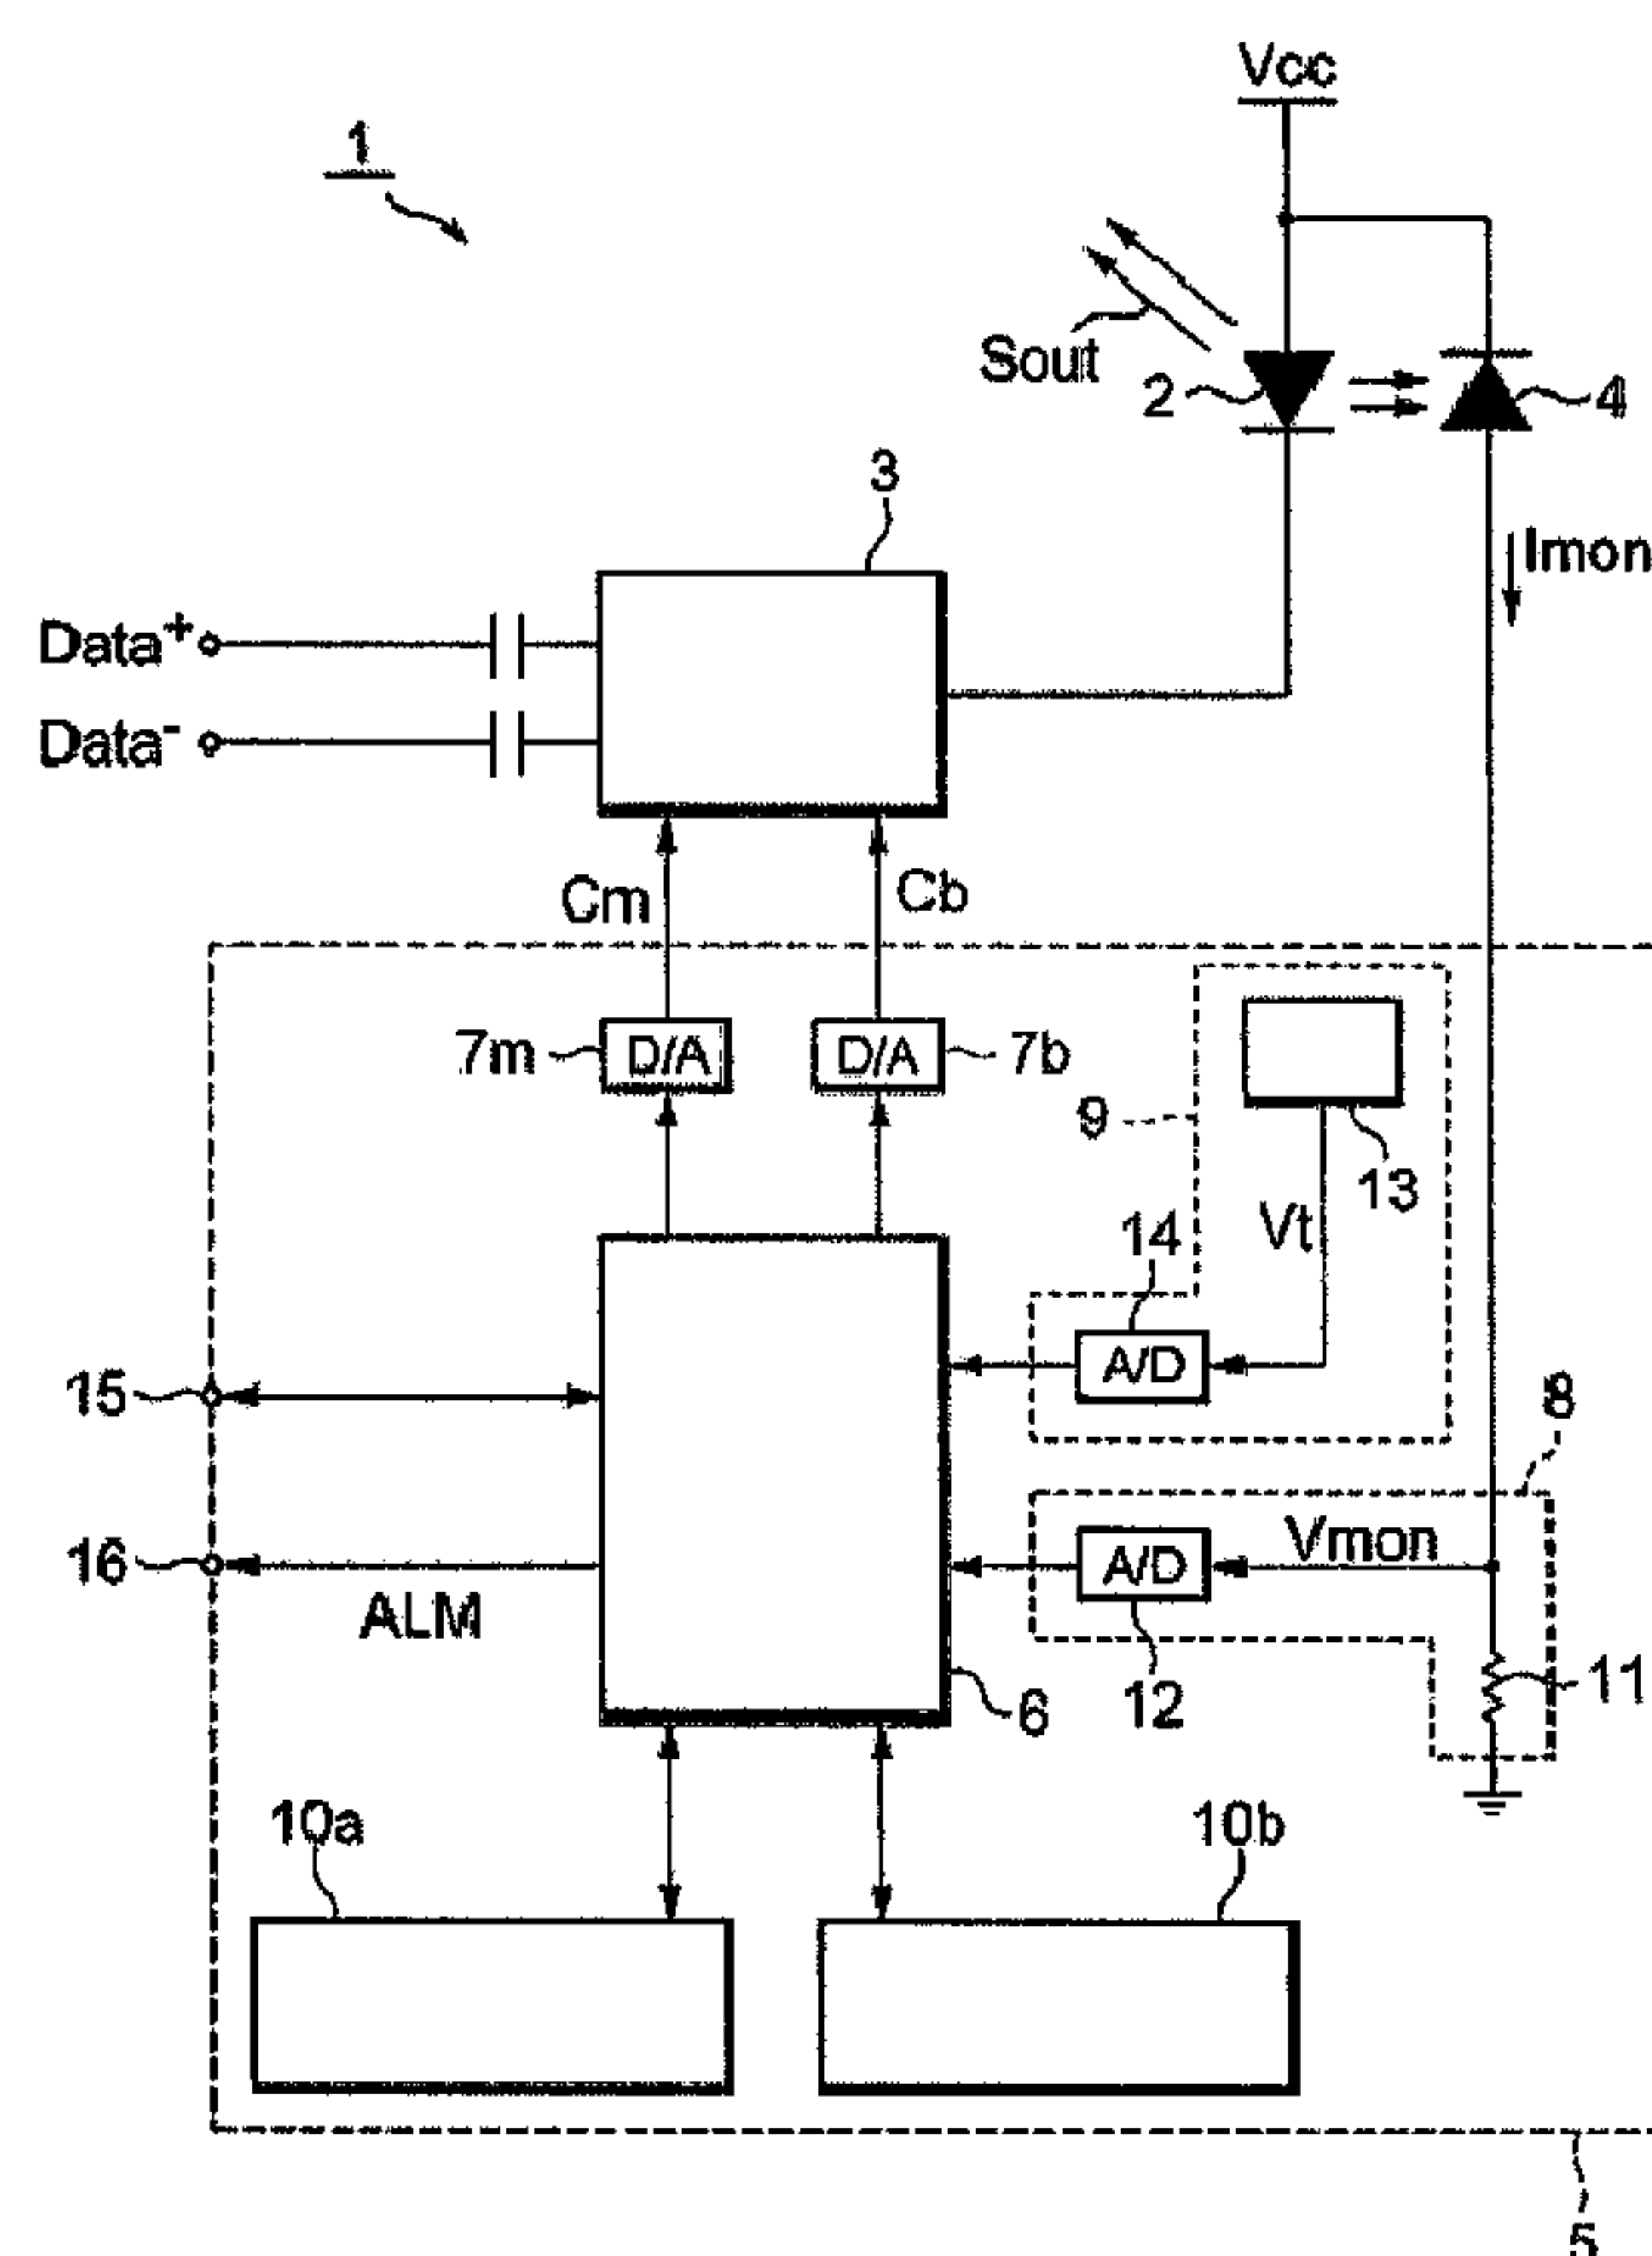 Vcc
1
Sout
2
4
3
Imon
Data+
Data-
Cm
Cb
7m
D/A
D/A
7b
9
13
Vt
14
A/D
15
8
Vmon
A/D
16
ALM
11
12
6
10a
10b
5